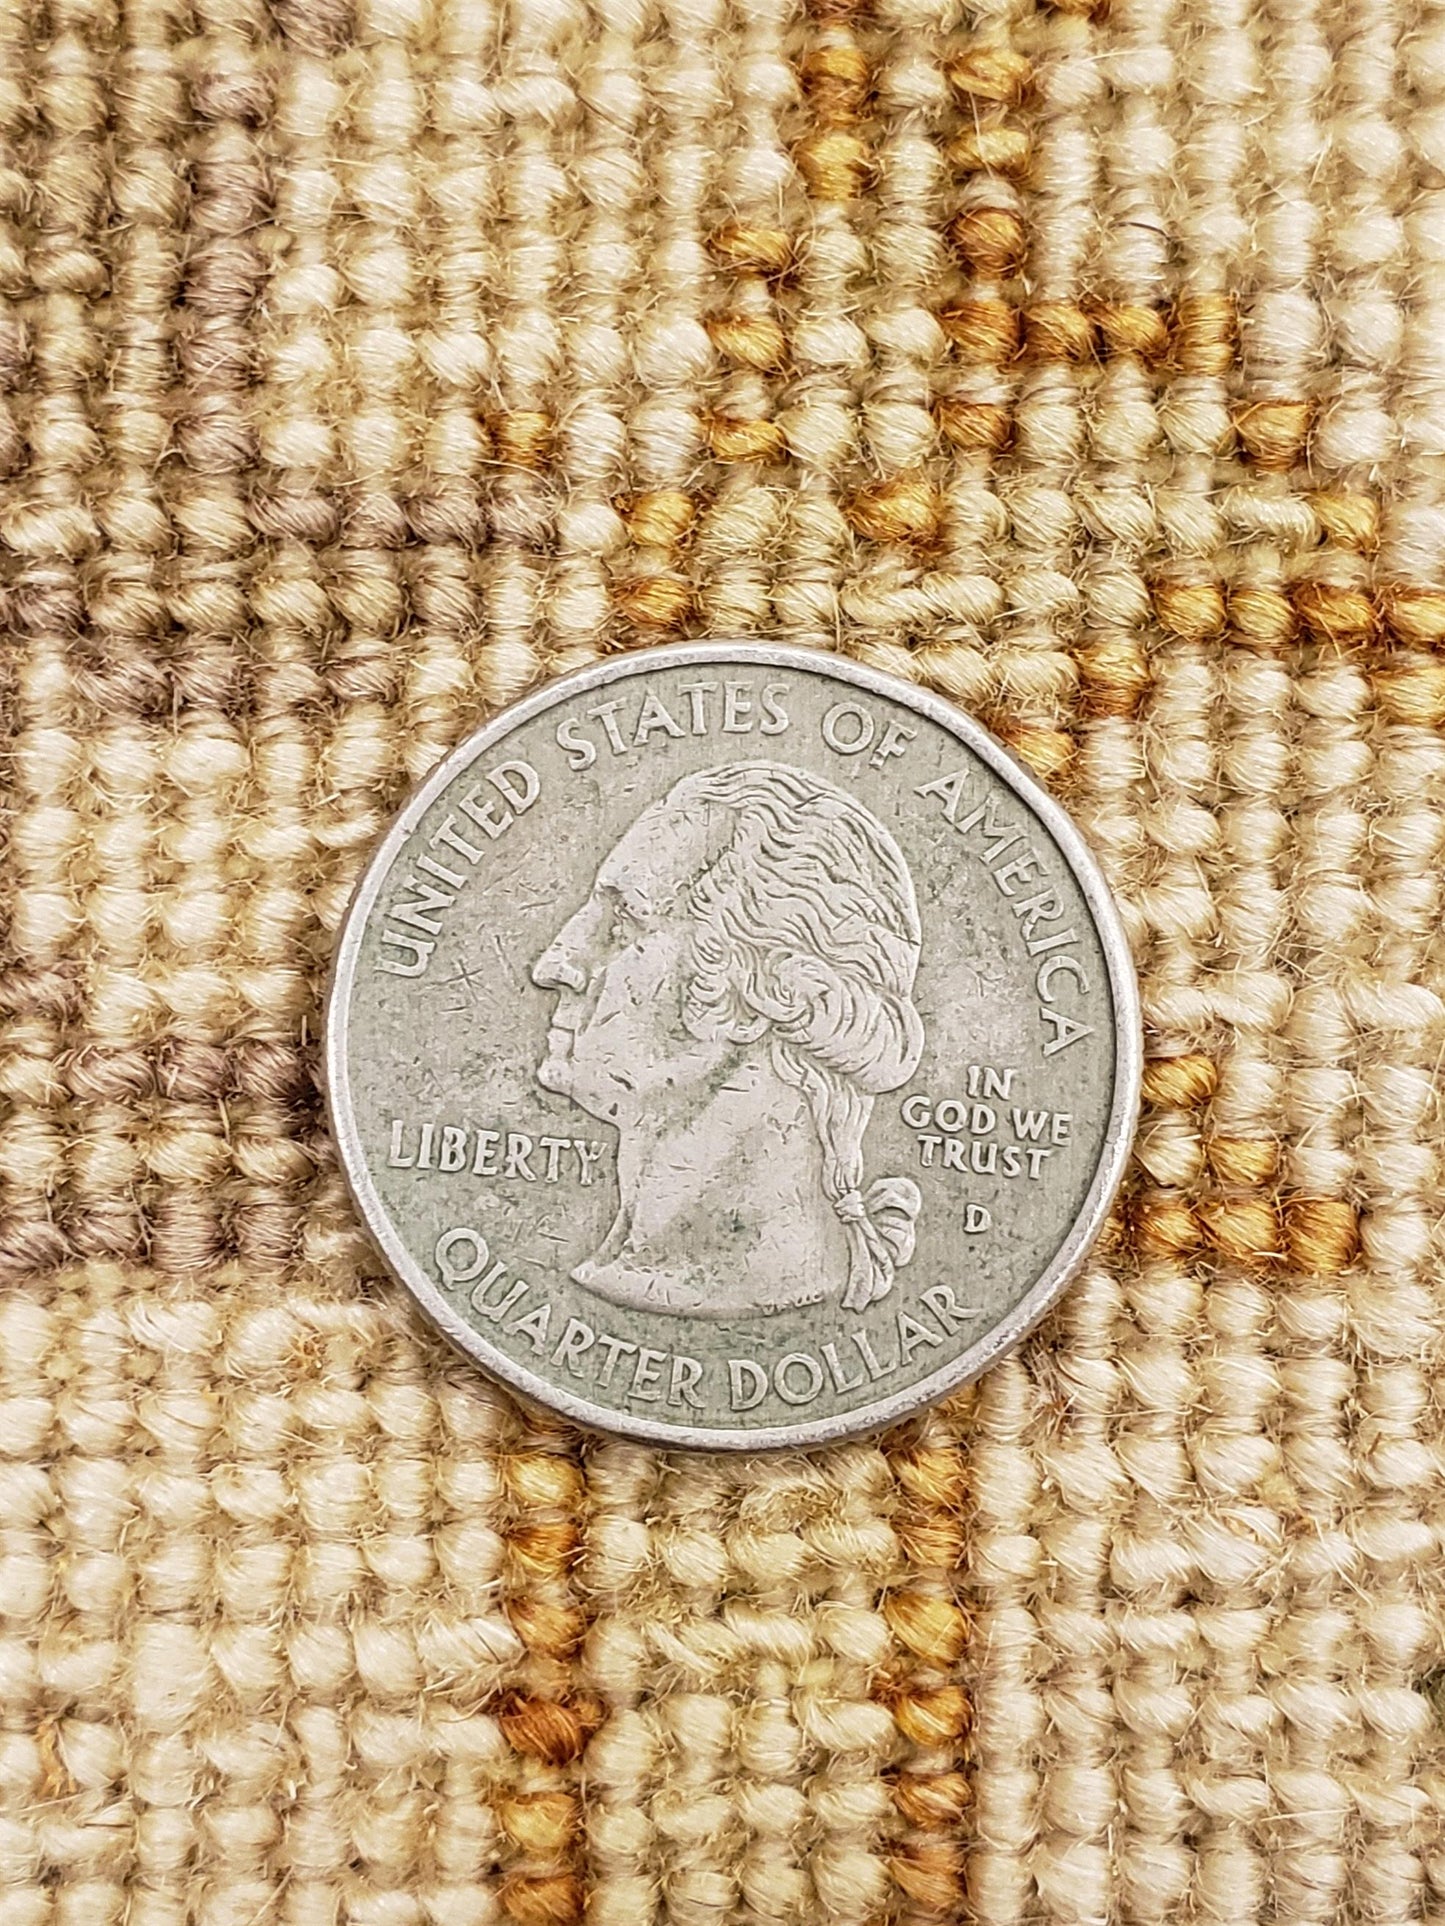 UNITED STATES OF AMERICA
LIBERTY
IN
GOD WE
TRUST
D
QUARTER DOLLAR